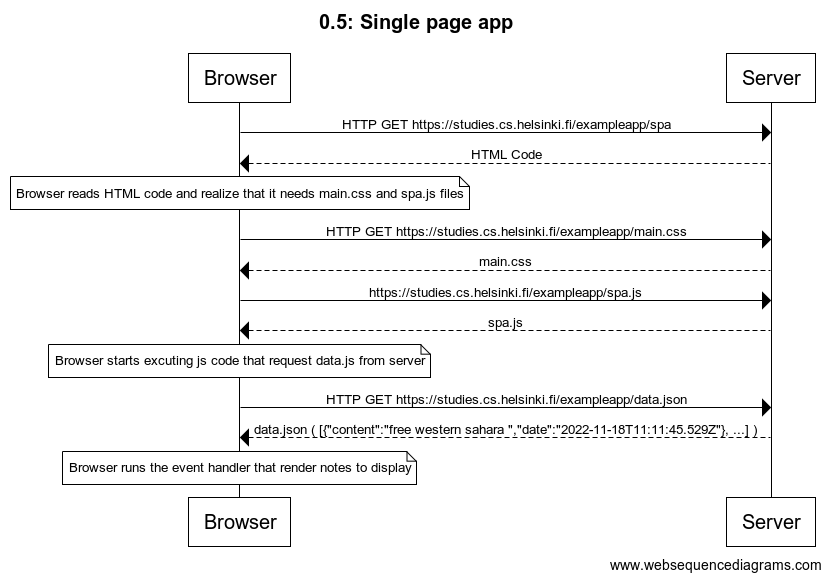 0.5: Single page app
Browser
Server
HTTP GET https://studies.cs.helsinki.fi/exampleapp/spa
HTML Code
Browser reads HTML code and realize that it needs main.css and spa.js files
HTTP GET https://studies.cs.helsinki.fi/exampleapp/main.css
main.css
https://studies.cs.helsinki.fi/exampleapp/spa.js
spa.js
Browser starts excuting js code that request data.js from server
HTTP GET https://studies.cs.helsinki.fi/exampleapp/data.json
data.json ( [{"content":"free western sahara ","date":"2022-11-18T11:11:45.529Z"}, ...] )
Browser runs the event handler that render notes to display
Browser
Server
www.websequencediagrams.com